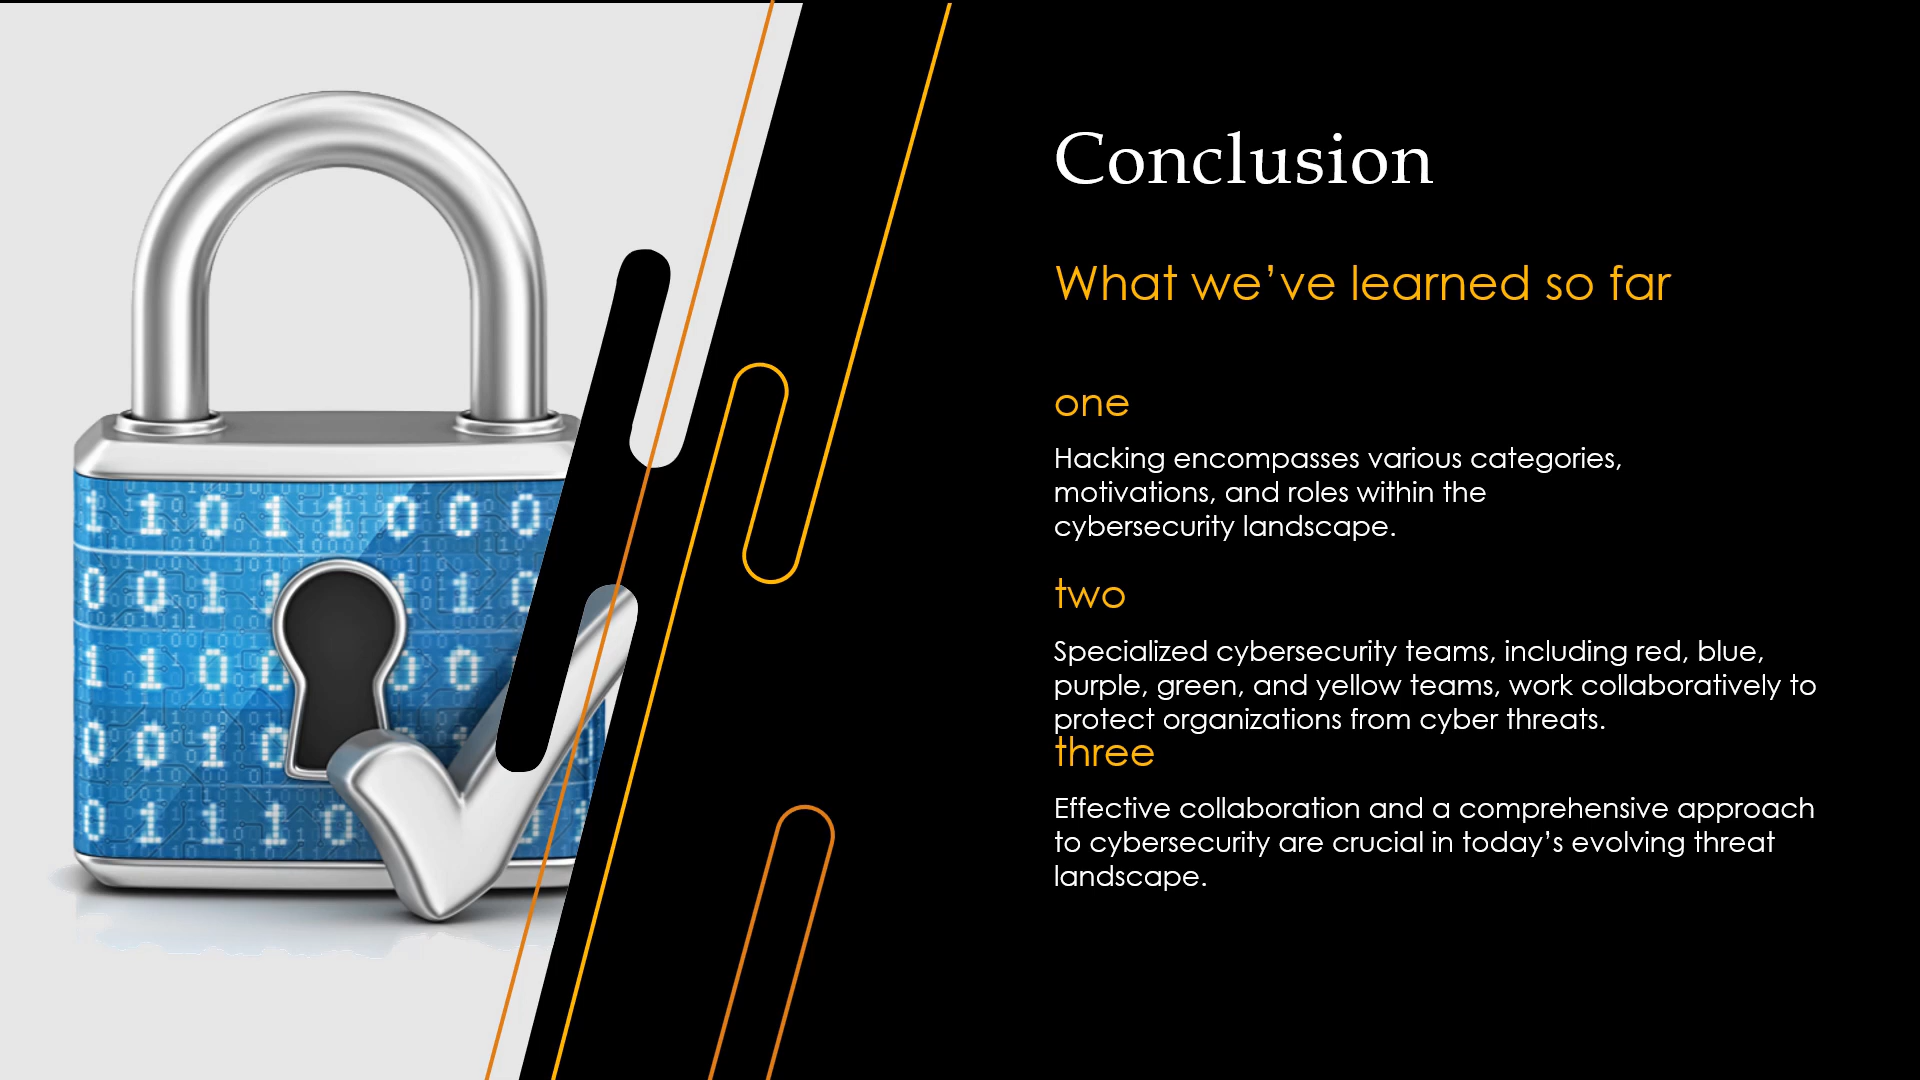 Conclusion
What we’ve learned so far
one
Hacking encompasses various categories,
motivations, and roles within the
cybersecurity landscape.
two
Specialized cybersecurity teams, including red, blue,
purple, green, and yellow teams, work collaboratively to
protect organizations from cyber threats.
three
Effective collaboration and a comprehensive approach
to cybersecurity are crucial in today’s evolving threat
landscape.